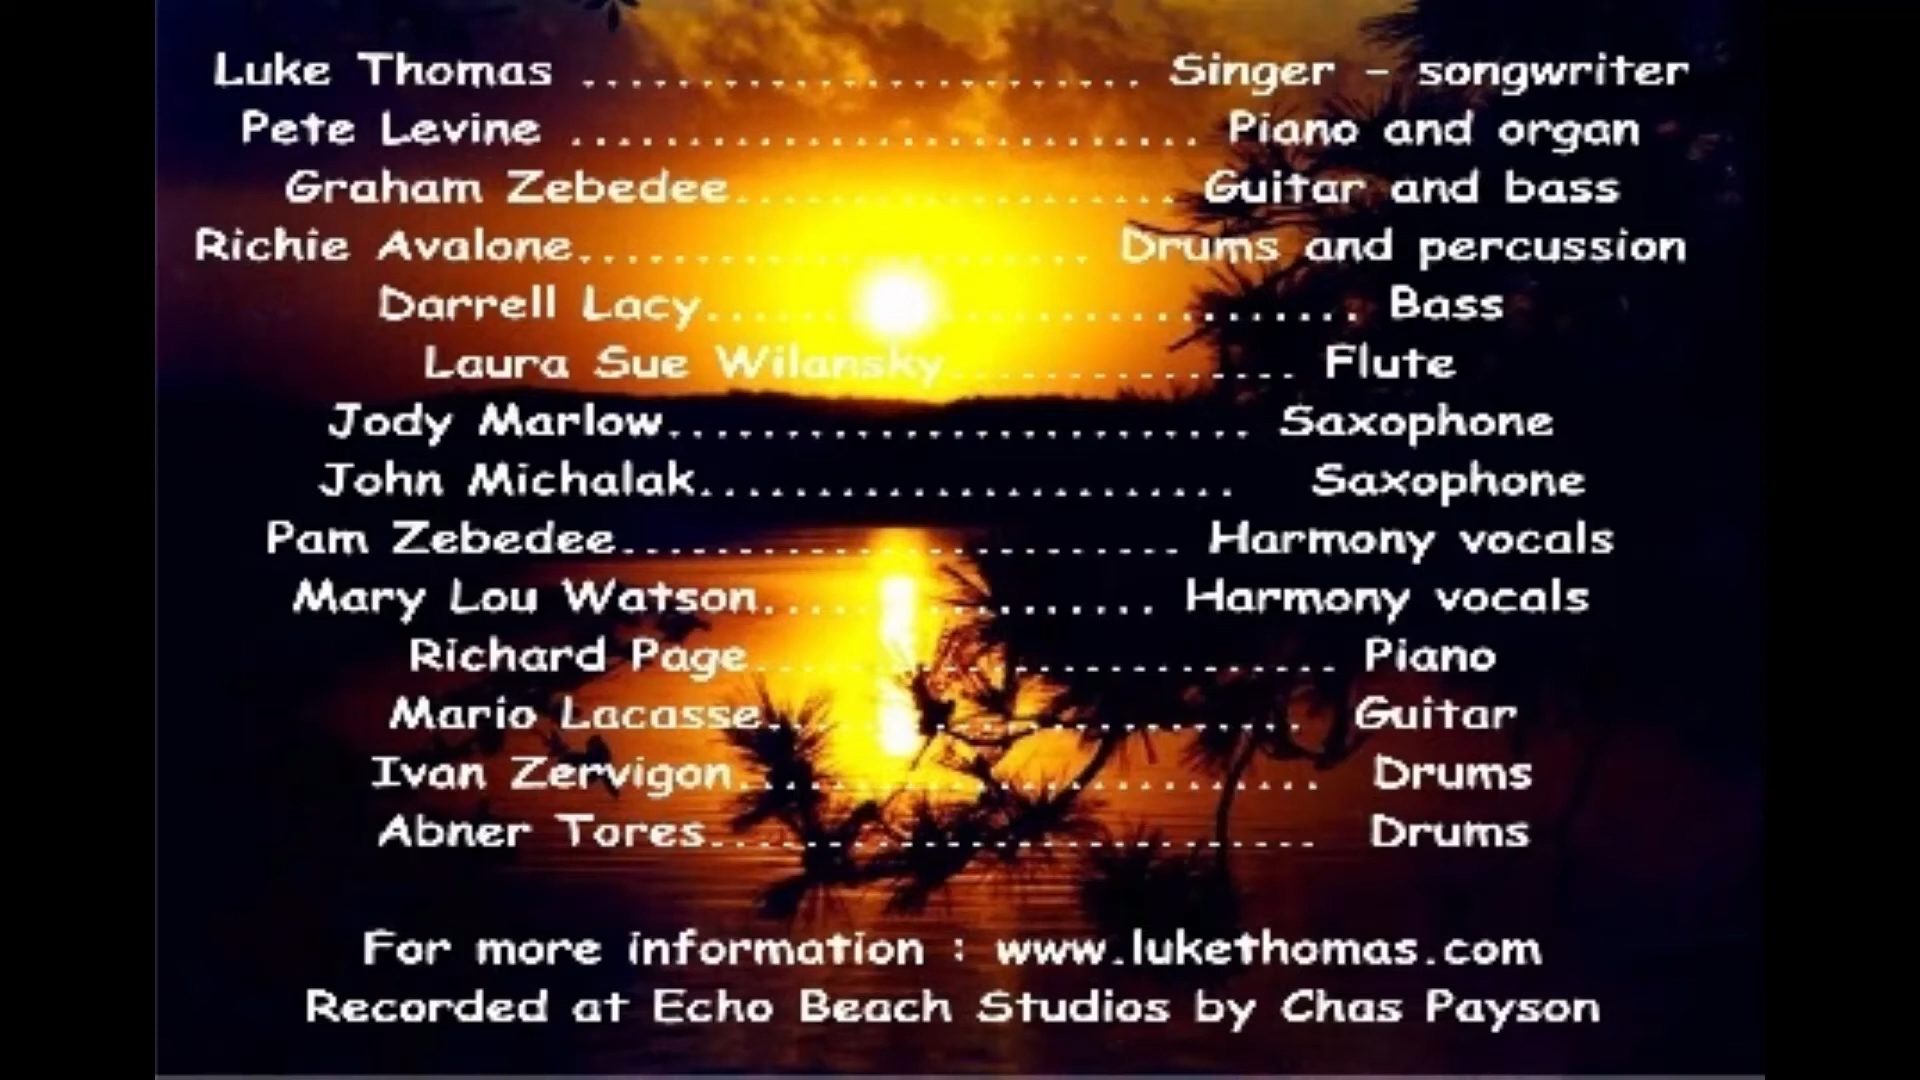 Luke Thomas ........................ Singer - songwriter
Pete Levine ........................... Piano and organ
Graham Zebedee................... Guitar and bass
Richie Avalone...................... Drums and percussion
Darrell Lacy............................ Bass
Laura Sue Wilansky............... Flute
Jody Marlow......................... Saxophone
John Michalak....................... Saxophone
Pam Zebedee........................ Harmony vocals
Mary Lou Watson................. Harmony vocals
Richard Page......................... Piano
Mario Lacasse....................... Guitar
Ivan Zervigon......................... Drums
Abner Tores.......................... Drums
For more information : www.lukethomas.com
Recorded at Echo Beach Studios by Chas Payson